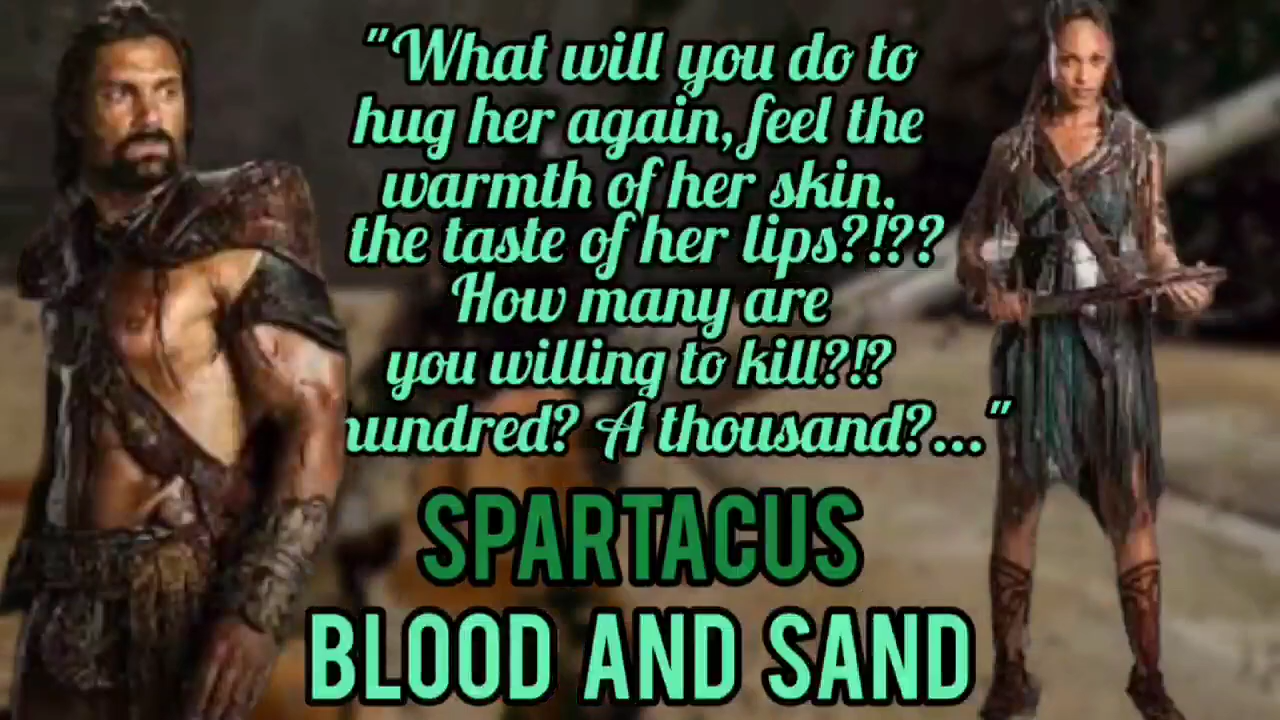 "What will you do to
hug her again, feel the
warmth of her skin,
the taste of her lips?!??
How many are
you willing to kill?!?
hundred? A thousand?..."
SPARTACUS
BLOOD AND SAND